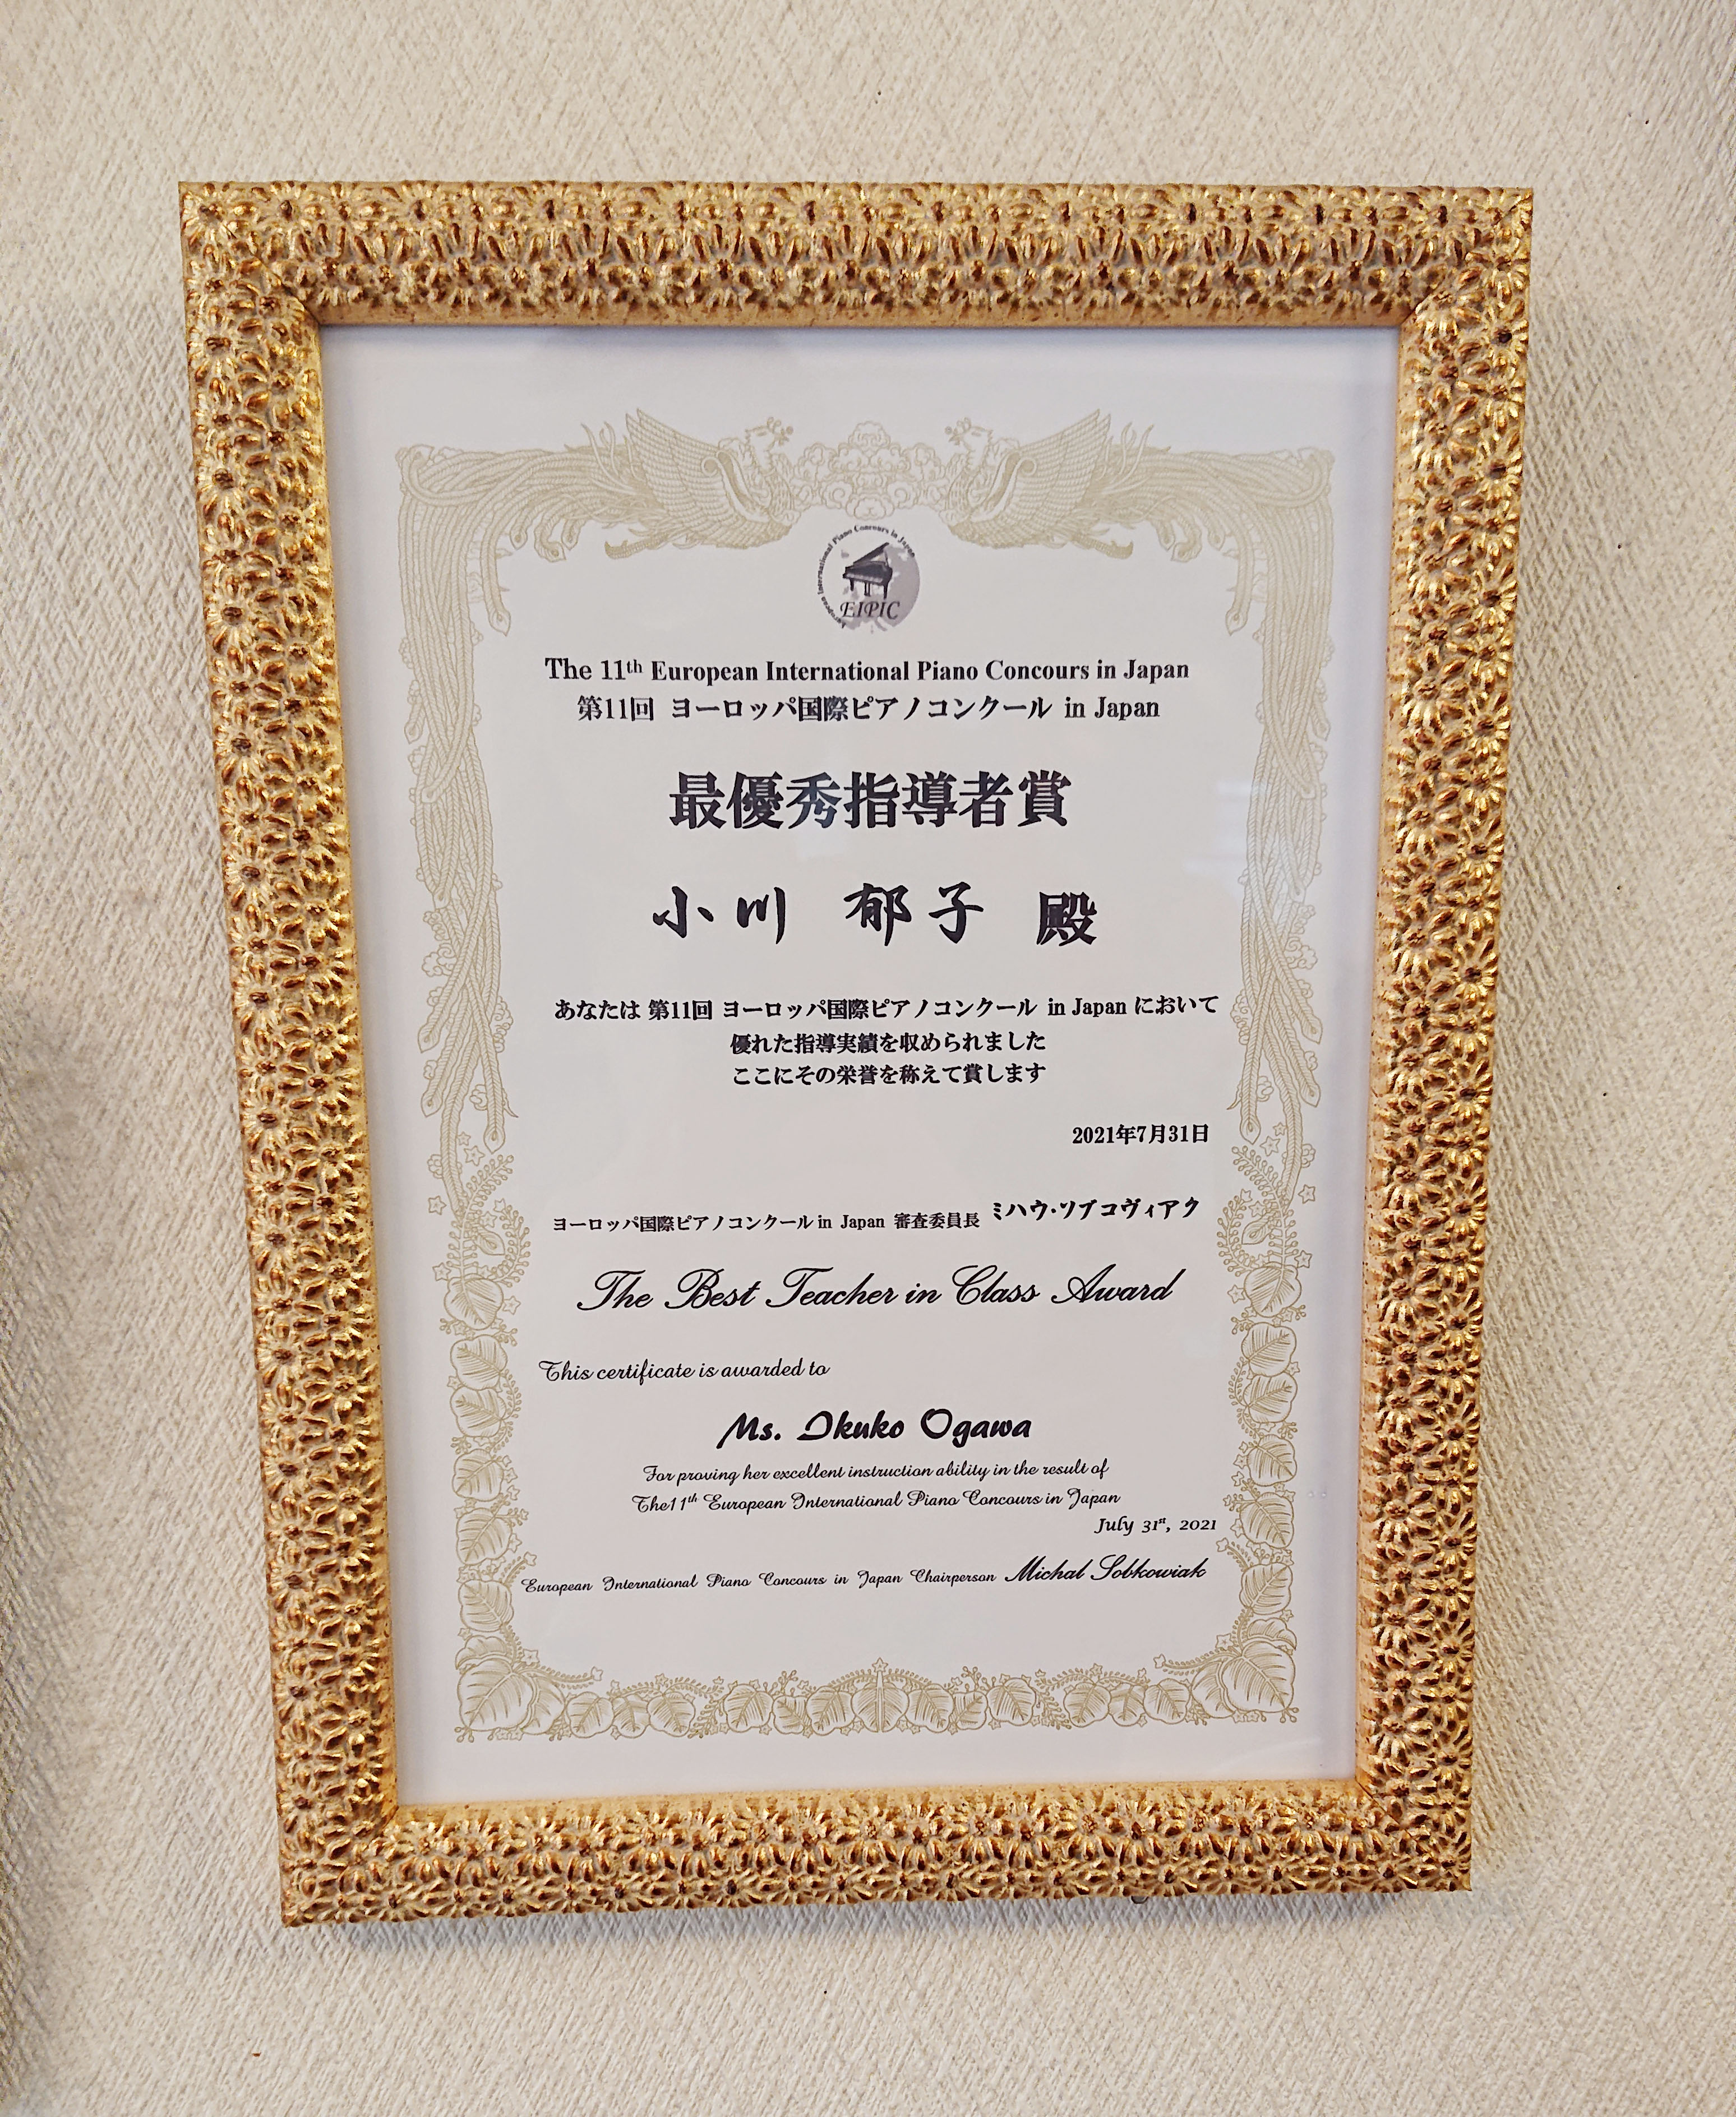 European International Piano Concours in Japan
EIPIC
The 11th European International Piano Concours in Japan
第11回 ヨーロッパ国際ピアノコンクール in Japan
最優秀指導者賞
小川 郁子 殿
あなたは 第11回 ヨーロッパ国際ピアノコンクール in Japan において
優れた指導実績を収められました
ここにその栄誉を称えて賞します
2021年7月31日
ヨーロッパ国際ピアノコンクール in Japan 審査委員長 ミハウ・ソブコヴィアク
The Best Teacher in Class Award
This certificate is awarded to
Ms. Ikuko Ogawa
For proving her excellent instruction ability in the result of
The11th European International Piano Concours in Japan
July 31st, 2021
European International Piano Concours in Japan Chairperson Michal Sobkowiak